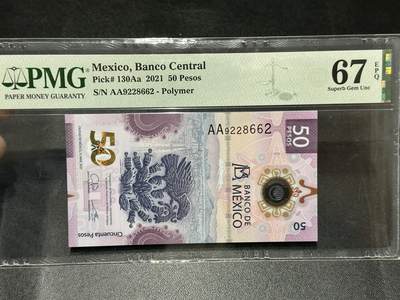 PMG
PAPER MONEY GUARANTY
Mexico, Banco Central
Pick# 130Aa 2021 50 Pesos
S/N AA9228662 - Polymer
67
EPQ
Superb Gem Unc
50
AA9228662
BANCO DE
MÉXICO
50
PESOS
50
Cincuenta Pesos